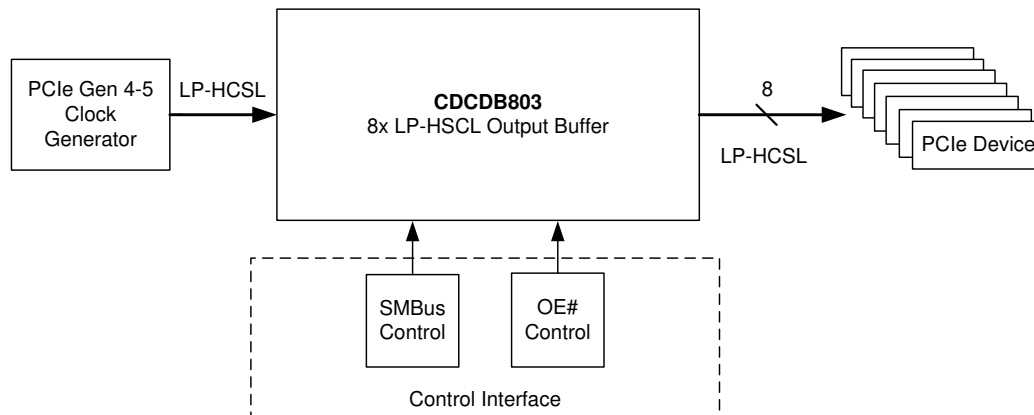 PCIe Gen 4-5
Clock
Generator
LP-HCSL
CDCDB803
8x LP-HSCL Output Buffer
8
LP-HCSL
PCIe Device
SMBus
Control
OE#
Control
Control Interface